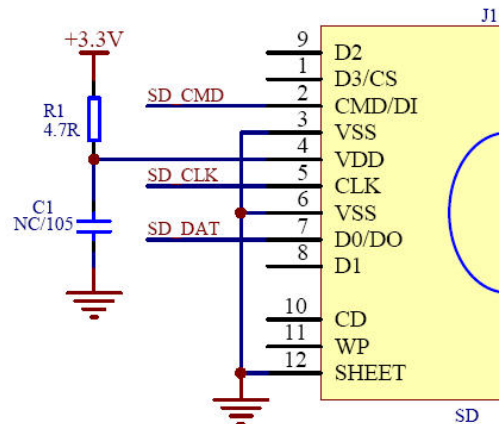 J1
+3.3V
R1
4.7R
C1
NC/105
SD_CMD
SD_CLK
SD_DAT
9 D2
1 D3/CS
2 CMD/DI
3 VSS
4 VDD
5 CLK
6 VSS
7 D0/DO
8 D1
10 CD
11 WP
12 SHEET
SD